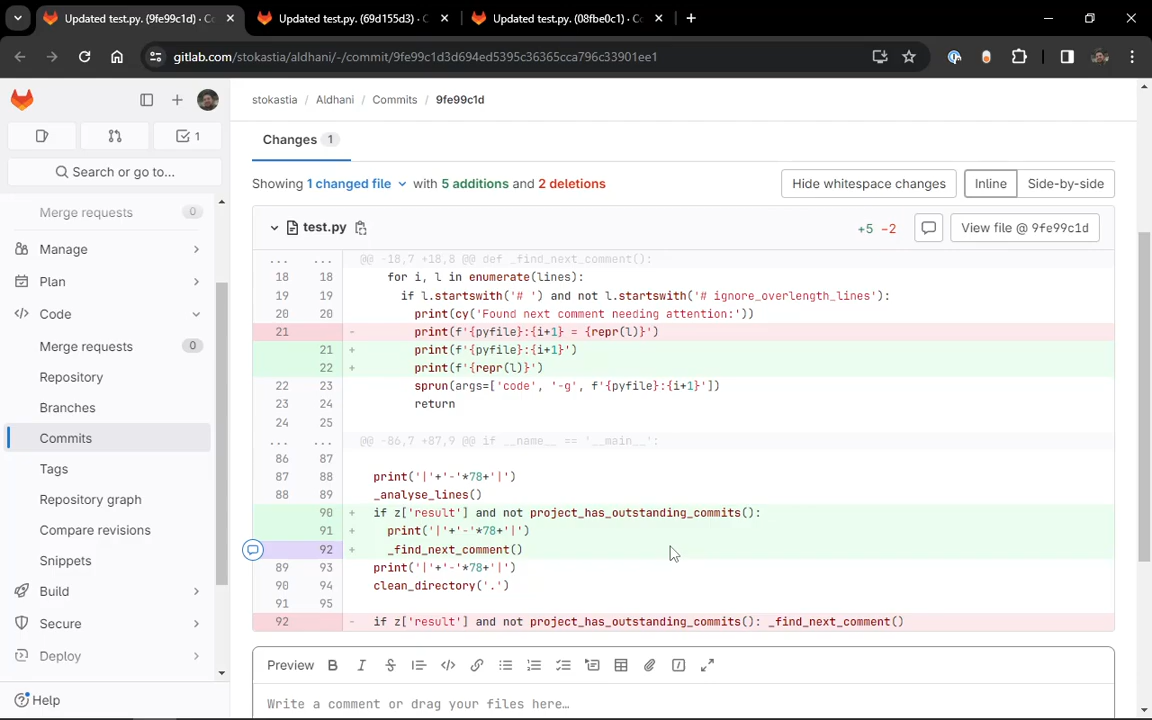 Updated test.py. (9fe99c1d) · Co
Updated test.py. (69d155d3) · C
Updated test.py. (08fbe0c1) · Co
gitlab.com/stokastia/aldhani/-/commit/9fe99c1d3d694ed5395c36365cca796c33901ee1
1
Search or go to...
Merge requests 0
Manage
Plan
Code
Merge requests 0
Repository
Branches
Commits
Tags
Repository graph
Compare revisions
Snippets
Build
Secure
Deploy
Help
stokastia / Aldhani / Commits / 9fe99c1d
Changes 1
Showing 1 changed file with 5 additions and 2 deletions
Hide whitespace changes Inline Side-by-side
test.py +5 −2 View file @ 9fe99c1d
... ... @@ -18,7 +18,8 @@ def _find_next_comment():
18 18 for i, l in enumerate(lines):
19 19 if l.startswith('# ') and not l.startswith('# ignore_overlength_lines'):
20 20 print(cy('Found next comment needing attention:'))
21 - print(f'{pyfile}:{i+1} = {repr(l)}')
21 + print(f'{pyfile}:{i+1}')
22 + print(f'{repr(l)}')
22 23 sprun(args=['code', '-g', f'{pyfile}:{i+1}'])
23 24 return
24 25
... ... @@ -86,7 +87,9 @@ if __name__ == '__main__':
86 87
87 88 print('|'+'-'*78+'|')
88 89 _analyse_lines()
90 + if z['result'] and not project_has_outstanding_commits():
91 + print('|'+'-'*78+'|')
92 + _find_next_comment()
89 93 print('|'+'-'*78+'|')
90 94 clean_directory('.')
91 95
92 - if z['result'] and not project_has_outstanding_commits(): _find_next_comment()
Preview B I S
Write a comment or drag your files here…